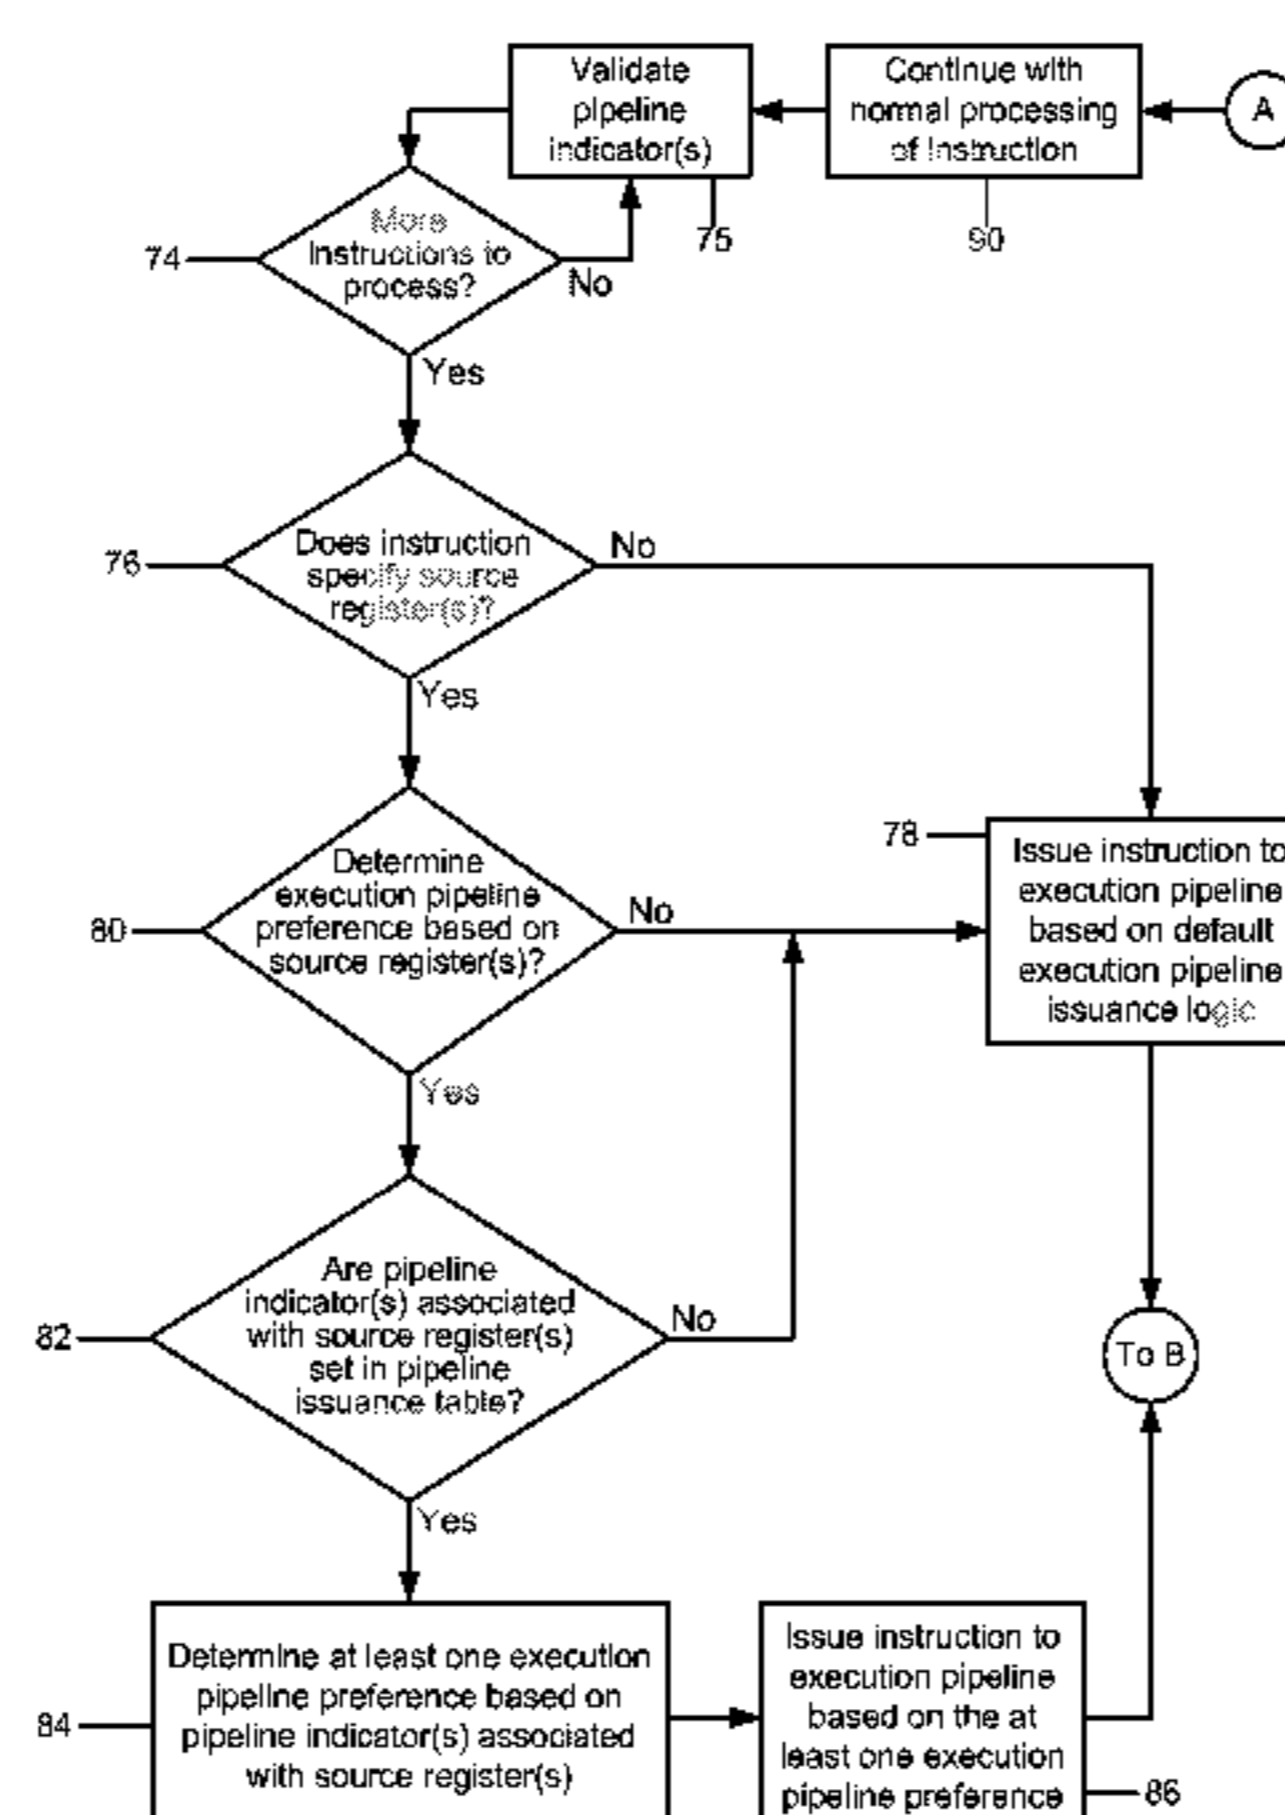 Validate
pipeline
indicator(s)
Continue with
normal processing
of Instruction
A
75
90
More
Instructions to
process?
74
No
Yes
Does instruction
specify source
register(s)?
76
No
Yes
Determine
execution pipeline
preference based on
source register(s)?
80
No
Yes
78
Issue instruction to
execution pipeline
based on default
execution pipeline
issuance logic
Are pipeline
indicator(s) associated
with source register(s)
set in pipeline
issuance table?
82
No
Yes
To B
Determine at least one execution
pipeline preference based on
pipeline indicator(s) associated
with source register(s)
84
Issue instruction to
execution pipeline
based on the at
least one execution
pipeline preference
86